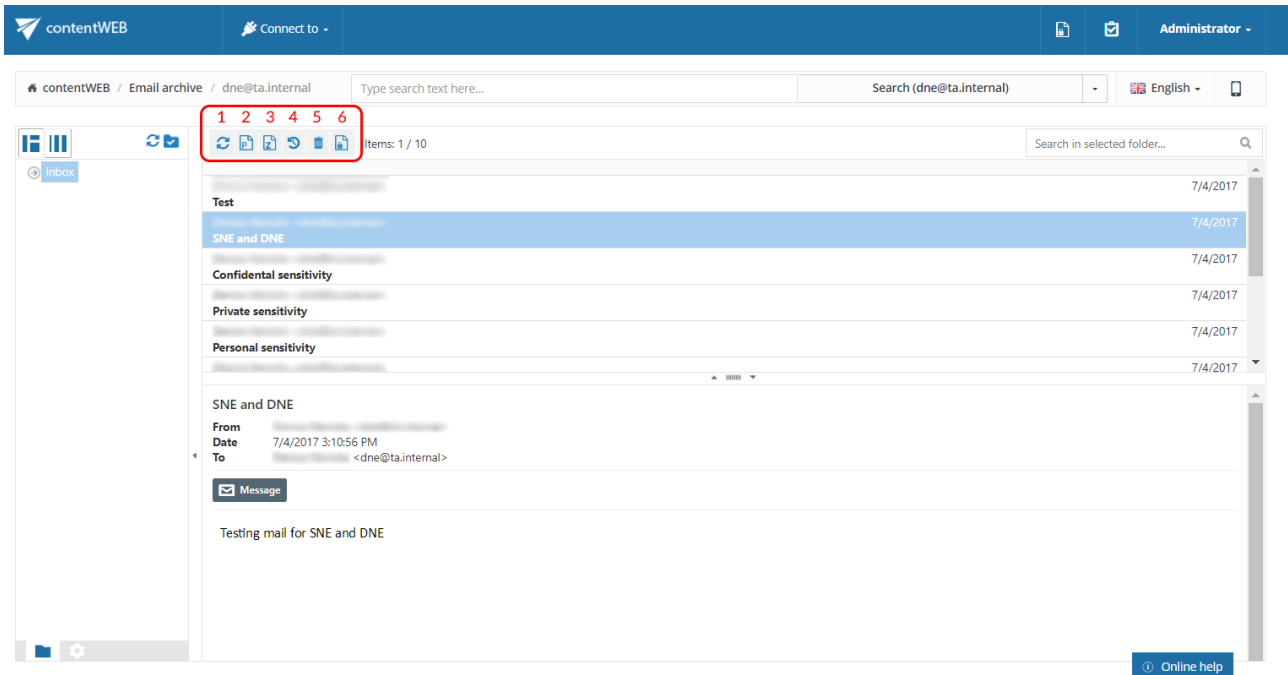 contentWEB
Connect to
Administrator
contentWEB / Email archive / dne@ta.internal
Type search text here...
Search (dne@ta.internal)
English
1 2 3 4 5 6
P Z
Items: 1 / 10
Search in selected folder...
Inbox
7/4/2017
Test
7/4/2017
SNE and DNE
7/4/2017
Confidental sensitivity
7/4/2017
Private sensitivity
7/4/2017
Personal sensitivity
7/4/2017
SNE and DNE
From
Date 7/4/2017 3:10:56 PM
To <dne@ta.internal>
Message
Testing mail for SNE and DNE
Online help